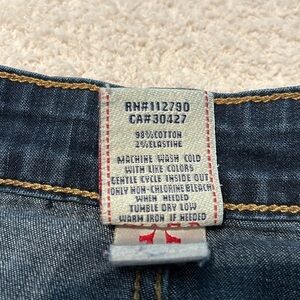 RN#112790
CA#30427
98%COTTON
2%ELASTINE
MACHINE WASH COLD
WITH LIKE COLORS
GENTLE CYCLE INSIDE OUT
ONLY NON-CHLORINE BLEACH
WHEN NEEDED
TUMBLE DRY LOW
WARM IRON IF NEEDED